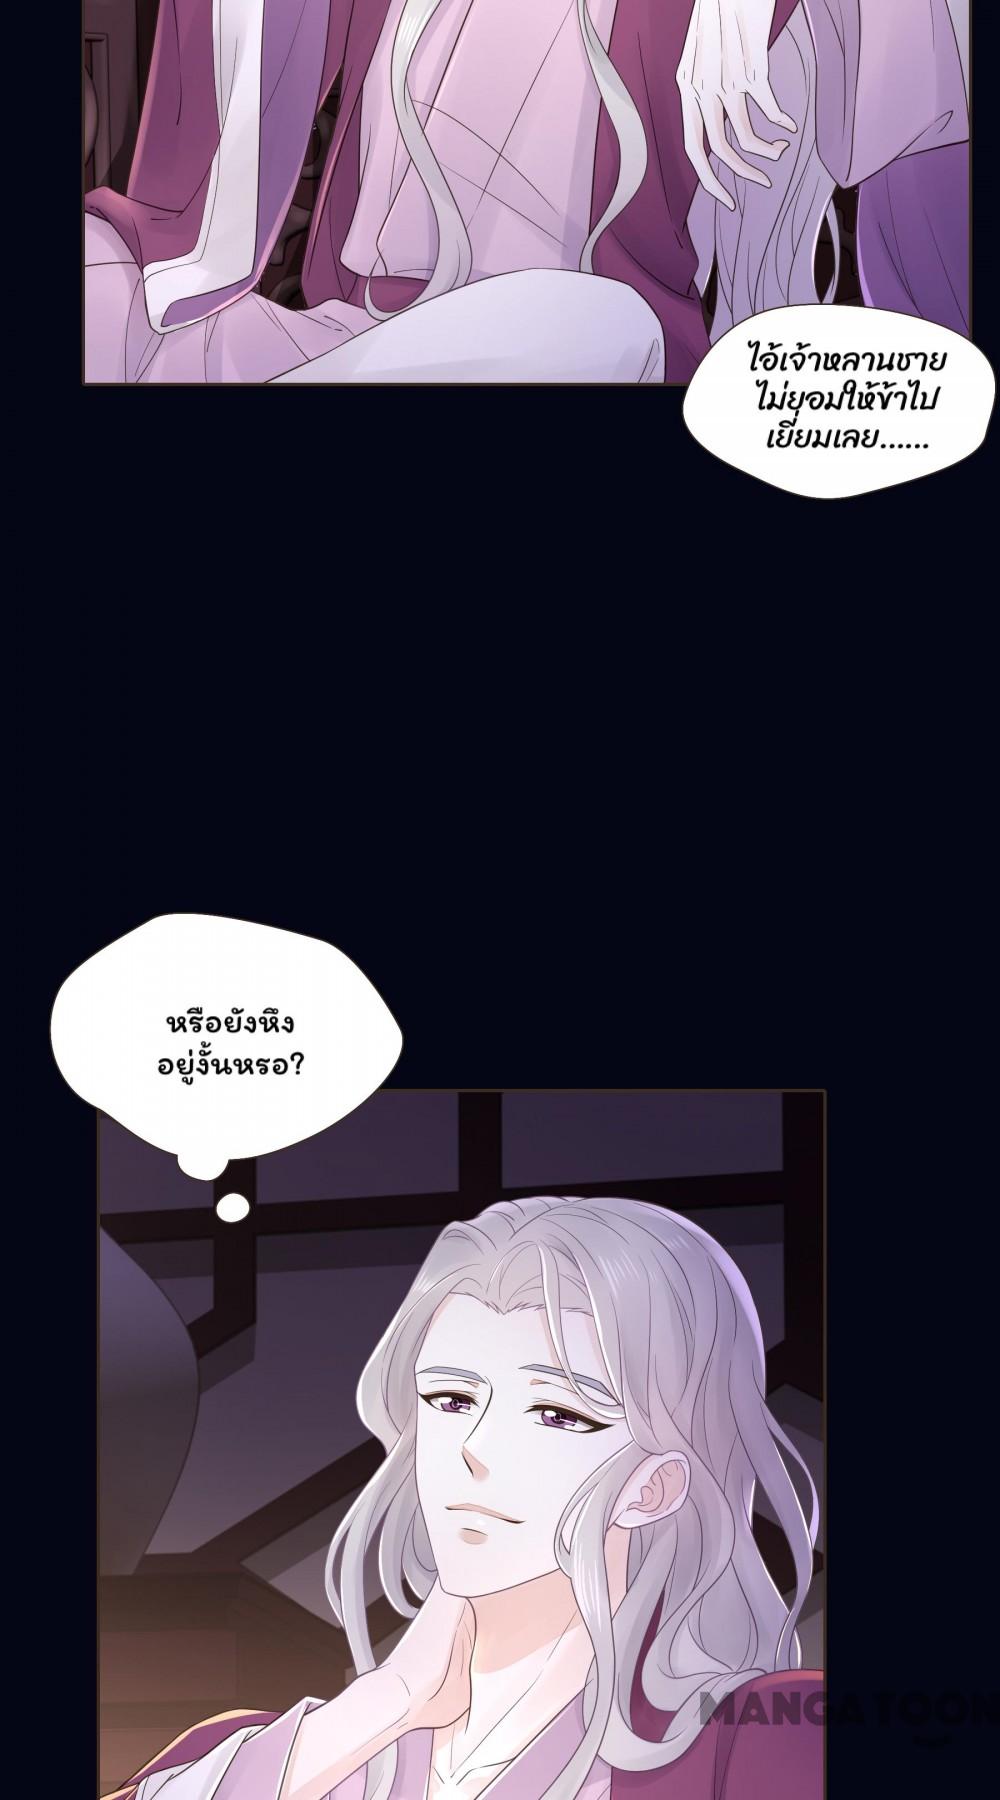 ไอ้เจ้าหลานชาย
ไม่ยอมให้ข้าไป
เยี่ยมเลย......
หรือยังหึง
อยู่งั้นหรอ?
MANGATOON